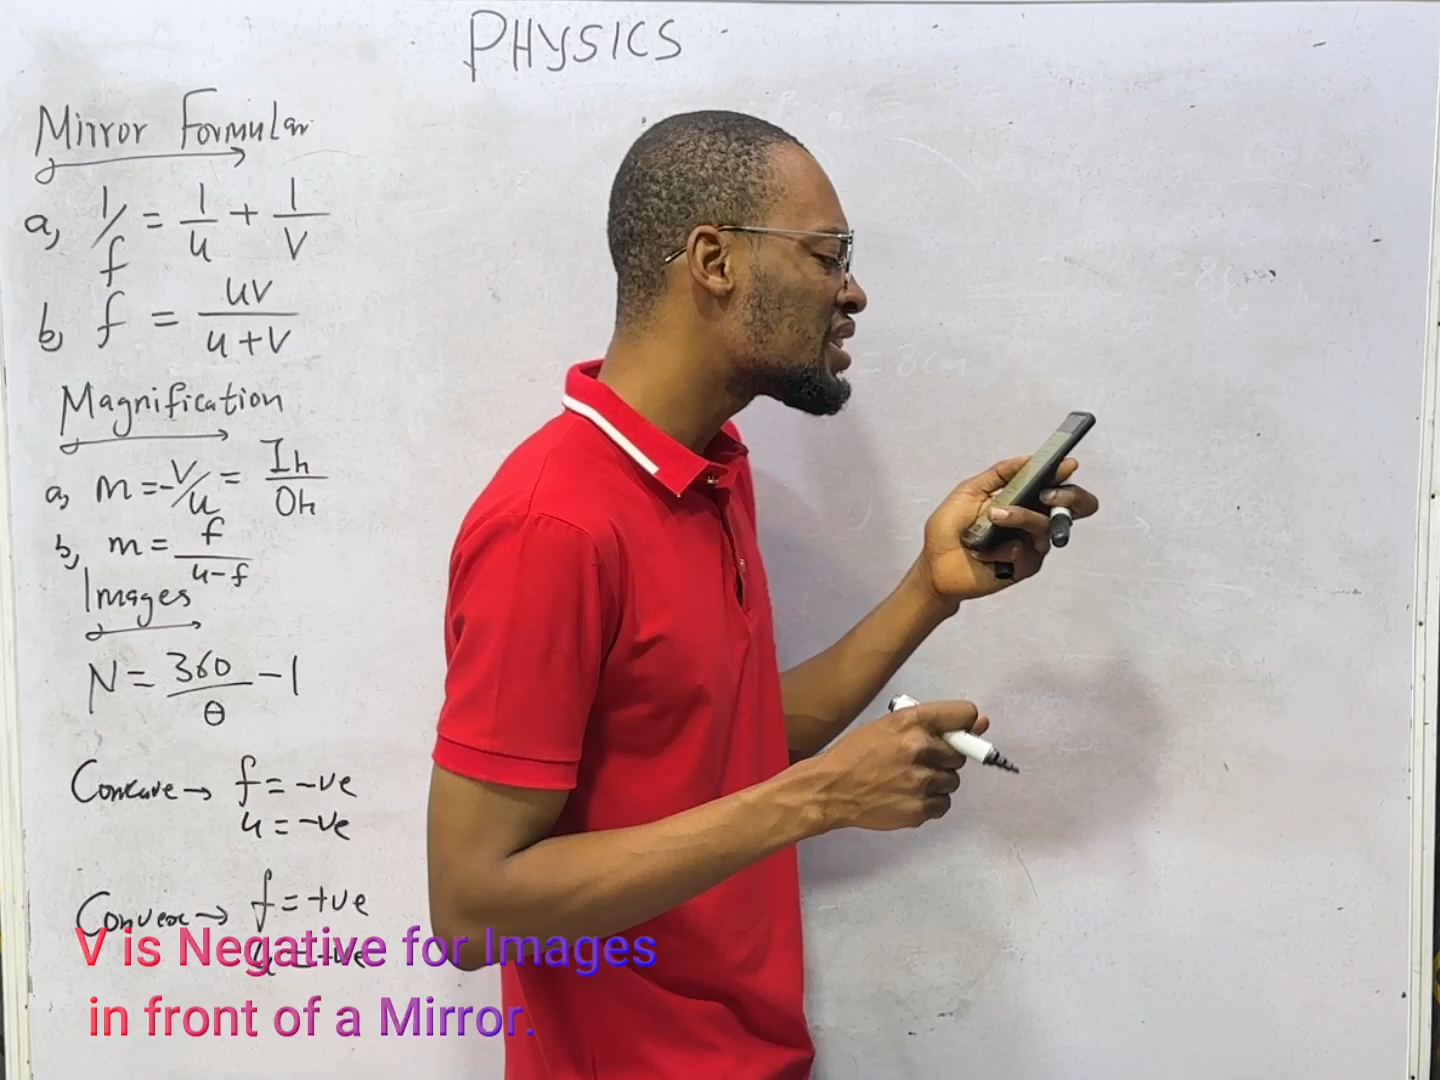 PHYSICS
Mirror Formular
a, 1/f = 1/u + 1/V
b, f = uv/u+V
Magnification
a, m = -V/u = Ih/Oh
b, m = f/u-f
Images
N = 360/θ - 1
Concave → f = -ve
u = -ve
Convex → f = +ve
V is Negative for Images
in front of a Mirror.